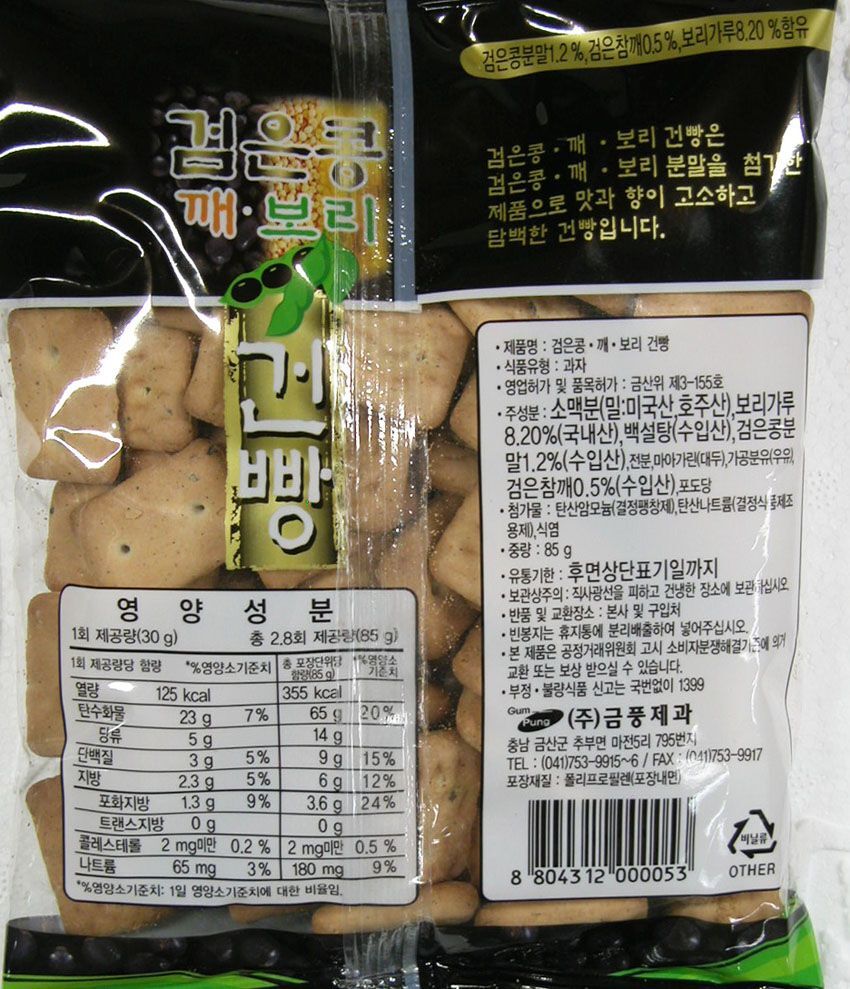 검은콩분말1.2%,검은참깨0.5%,보리가루8.20%함유
검은콩
깨·보리
건빵
검은콩·깨·보리 건빵은
검은콩·깨·보리 분말을 첨가한
제품으로 맛과 향이 고소하고
담백한 건빵입니다.
·제품명 : 검은콩·깨·보리 건빵
·식품유형 : 과자
·영업허가 및 품목허가 : 금산위 제3-155호
·주성분 : 소맥분(밀:미국산,호주산),보리가루
8.20%(국내산),백설탕(수입산),검은콩분
말1.2%(수입산),전분,마아가린(대두),가공분유(우유),
검은참깨0.5%(수입산),포도당
·첨가물 : 탄산암모늄(결정팽창제),탄산나트륨(결정식품제조
용제),식염
·중량 : 85 g
·유통기한 : 후면상단표기일까지
·보관상주의 : 직사광선을 피하고 건냉한 장소에 보관하십시오.
·반품 및 교환장소 : 본사 및 구입처
·빈봉지는 휴지통에 분리배출하여 넣어주십시오.
·본 제품은 공정거래위원회 고시 소비자분쟁해결기준에 의거
교환 또는 보상 받으실 수 있습니다.
·부정·불량식품 신고는 국번없이 1399
Gum Pung (주)금풍제과
충남 금산군 추부면 마전5리 795번지
TEL : (041)753-9915~6 / FAX : (041)753-9917
포장재질 : 폴리프로필렌(포장내면)
8 804312 000053
비닐류
OTHER
영 양 성 분
1회 제공량(30 g) 총 2.8회 제공량(85 g)
1회 제공량당 함량 *%영양소기준치 총 포장단위당 함량(85 g) *%영양소 기준치
열량 125 kcal 355 kcal
탄수화물 23 g 7% 65 g 20%
당류 5 g 14 g
단백질 3 g 5% 9 g 15%
지방 2.3 g 5% 6 g 12%
포화지방 1.3 g 9% 3.6 g 24%
트랜스지방 0 g 0 g
콜레스테롤 2 mg미만 0.2 % 2 mg미만 0.5 %
나트륨 65 mg 3% 180 mg 9%
*%영양소기준치: 1일 영양소기준치에 대한 비율임.